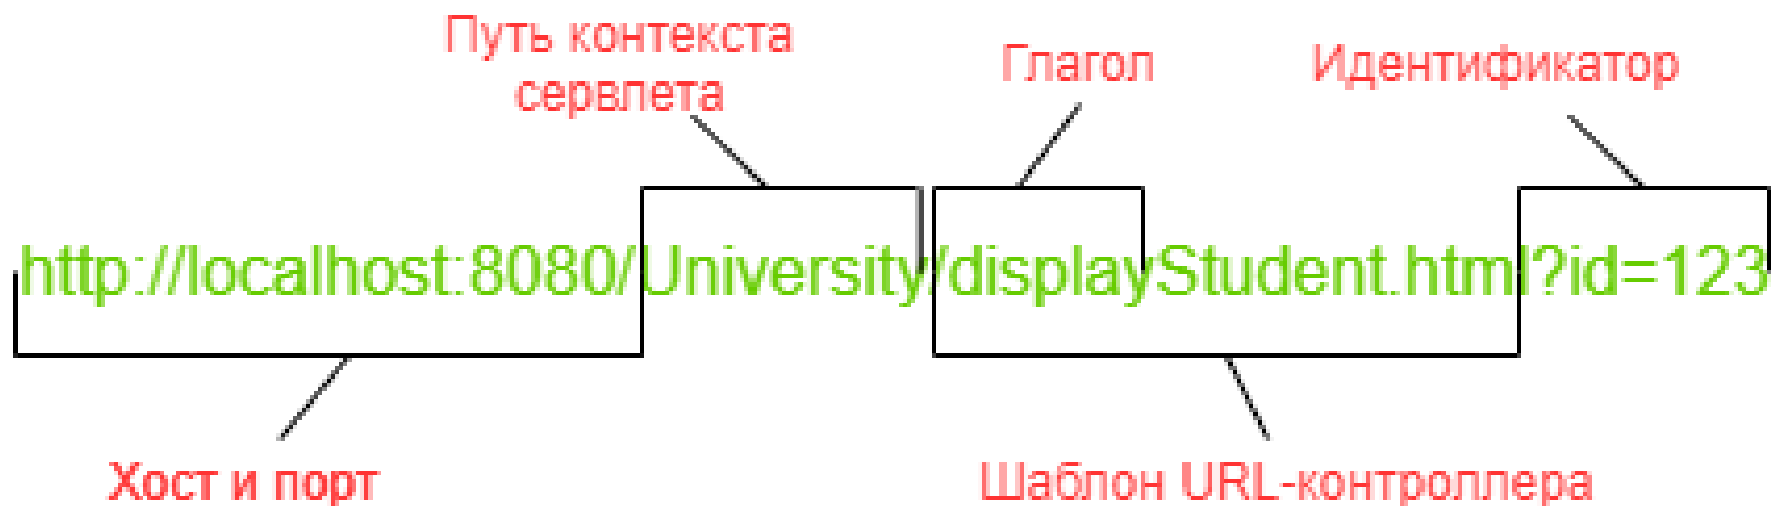 Путь контекста
сервлета
Глагол
Идентификатор
http://localhost:8080/University/displayStudent.html?id=123
Хост и порт
Шаблон URL-контроллера